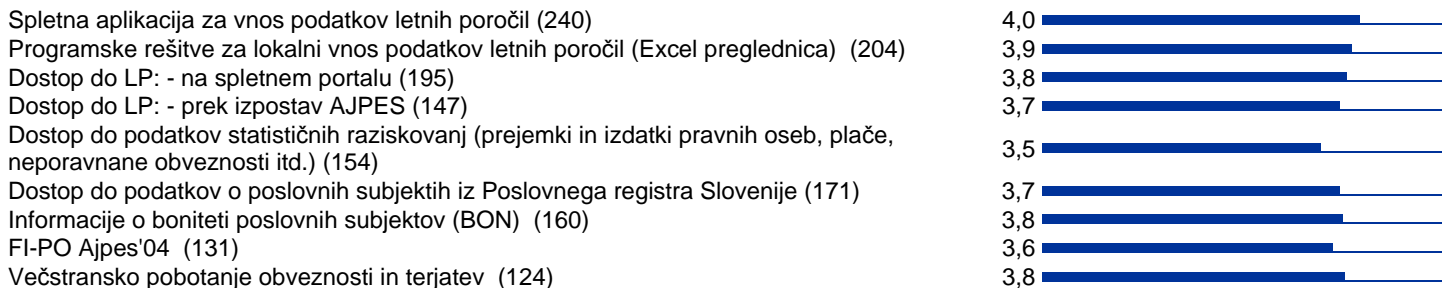 Spletna aplikacija za vnos podatkov letnih poročil (240) 4,0
Programske rešitve za lokalni vnos podatkov letnih poročil (Excel preglednica) (204) 3,9
Dostop do LP: - na spletnem portalu (195) 3,8
Dostop do LP: - prek izpostav AJPES (147) 3,7
Dostop do podatkov statističnih raziskovanj (prejemki in izdatki pravnih oseb, plače,
neporavnane obveznosti itd.) (154) 3,5
Dostop do podatkov o poslovnih subjektih iz Poslovnega registra Slovenije (171) 3,7
Informacije o boniteti poslovnih subjektov (BON) (160) 3,8
FI-PO Ajpes'04 (131) 3,6
Večstransko pobotanje obveznosti in terjatev (124) 3,8